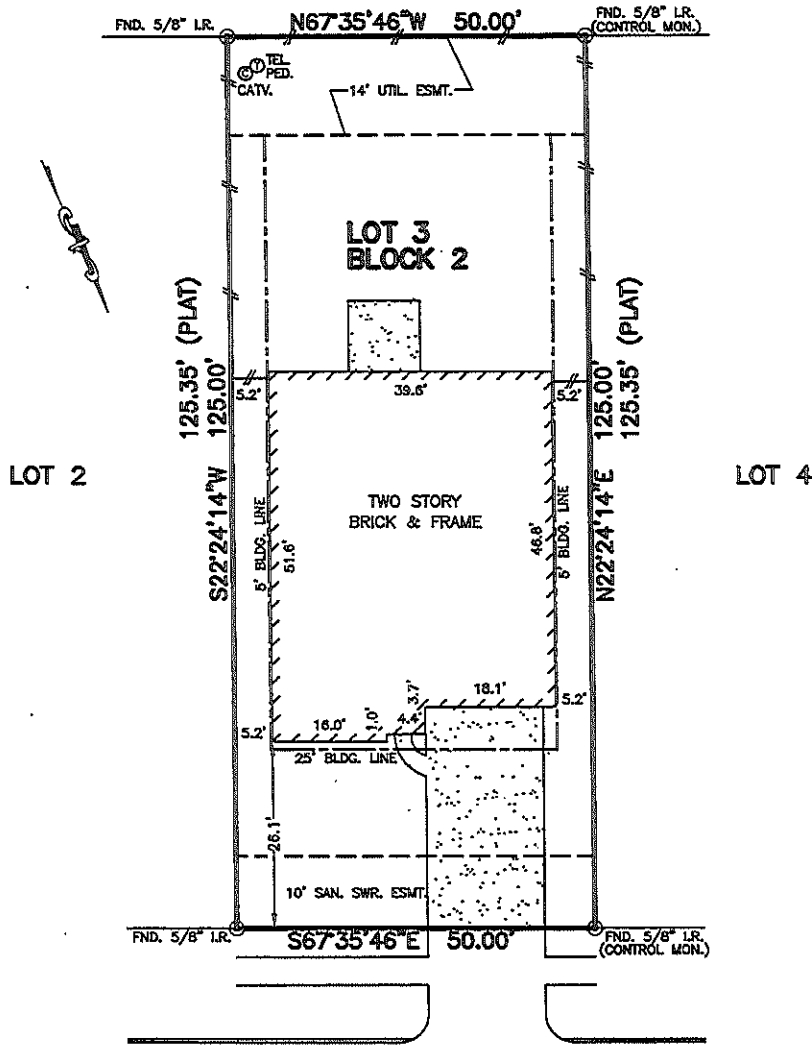 FND. 5/8" I.R.
N67°35'46"W 50.00'
FND. 5/8" I.R.
(CONTROL MON.)
T
TEL.
PED.
C
CATV.
14' UTIL. ESMT.
LOT 3
BLOCK 2
125.35' (PLAT)
S22°24'14"W 125.00'
N22°24'14"E 125.00'
125.35' (PLAT)
5.2'
39.6'
5.2'
LOT 2
LOT 4
TWO STORY
BRICK & FRAME
5' BLDG. LINE
51.6'
46.8'
5' BLDG. LINE
3.7'
18.1'
5.2'
5.2'
16.0'
1.0'
4.4'
25' BLDG. LINE
26.1'
10' SAN. SWR. ESMT.
FND. 5/8" I.R.
S67°35'46"E 50.00'
FND. 5/8" I.R.
(CONTROL MON.)